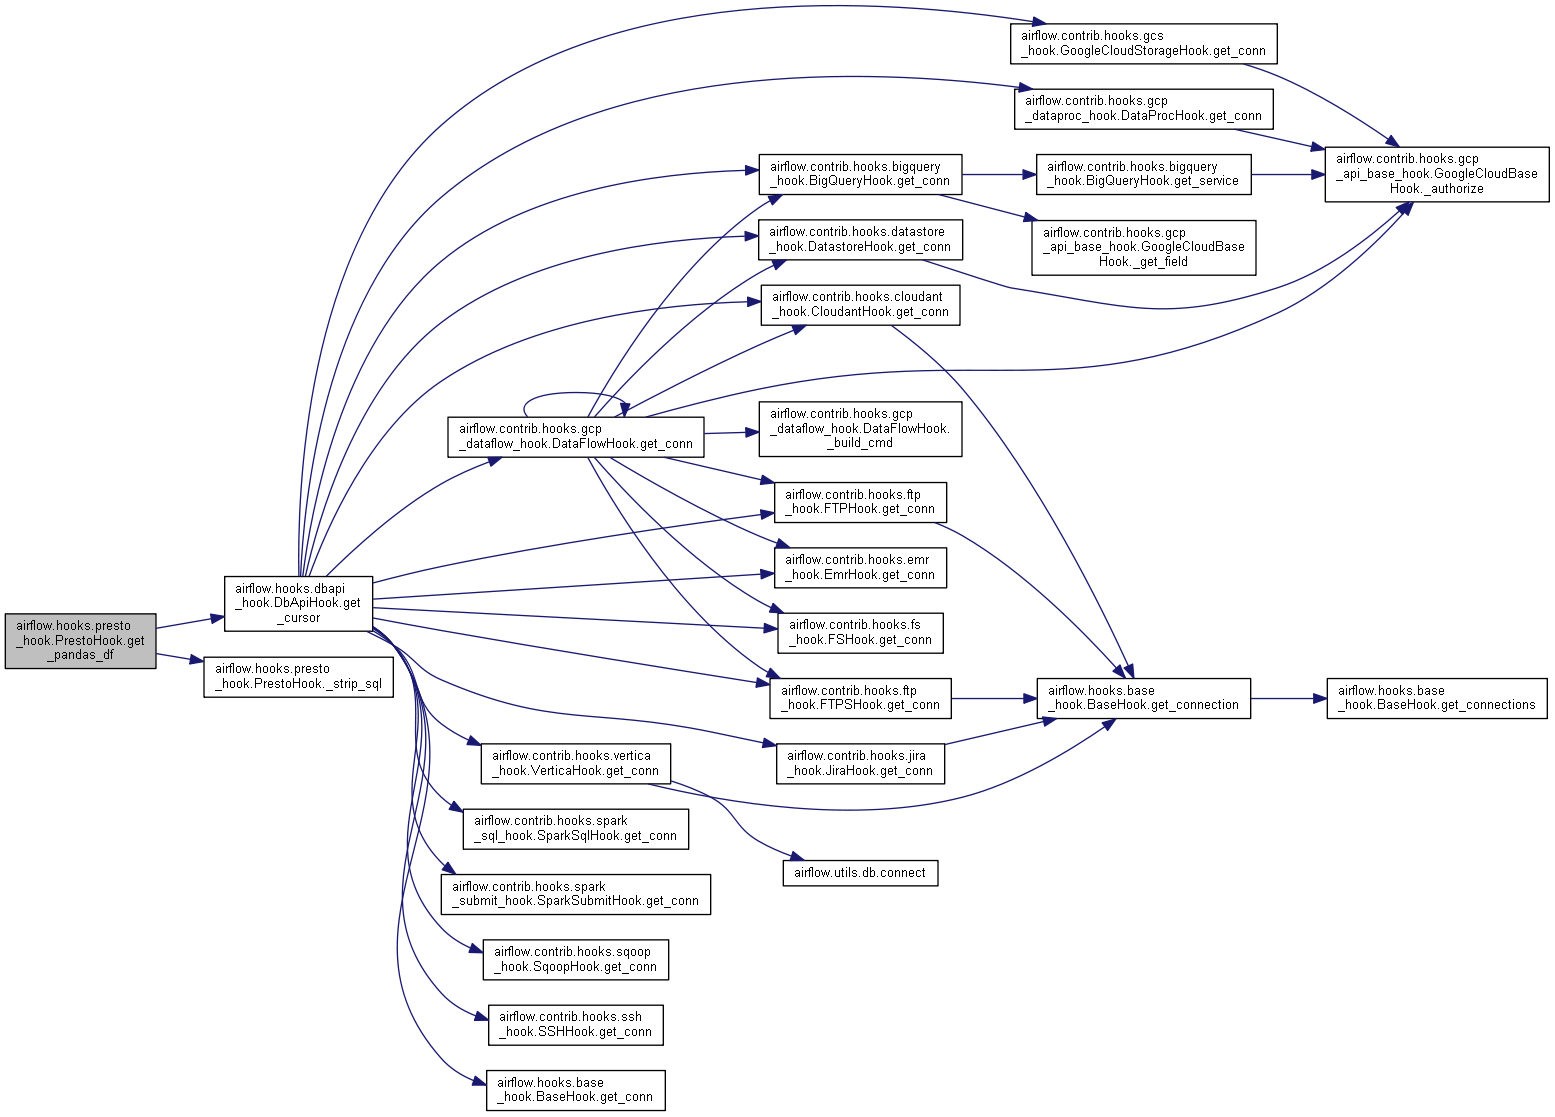 airflow.contrib.hooks.gcs
_hook.GoogleCloudStorageHook.get_conn
airflow.contrib.hooks.gcp
_dataproc_hook.DataProcHook.get_conn
airflow.contrib.hooks.gcp
_api_base_hook.GoogleCloudBase
Hook._authorize
airflow.contrib.hooks.bigquery
_hook.BigQueryHook.get_conn
airflow.contrib.hooks.bigquery
_hook.BigQueryHook.get_service
airflow.contrib.hooks.datastore
_hook.DatastoreHook.get_conn
airflow.contrib.hooks.gcp
_api_base_hook.GoogleCloudBase
Hook._get_field
airflow.contrib.hooks.cloudant
_hook.CloudantHook.get_conn
airflow.contrib.hooks.gcp
_dataflow_hook.DataFlowHook.get_conn
airflow.contrib.hooks.gcp
_dataflow_hook.DataFlowHook.
_build_cmd
airflow.contrib.hooks.ftp
_hook.FTPHook.get_conn
airflow.contrib.hooks.emr
_hook.EmrHook.get_conn
airflow.hooks.dbapi
_hook.DbApiHook.get
_cursor
airflow.hooks.presto
_hook.PrestoHook.get
_pandas_df
airflow.contrib.hooks.fs
_hook.FSHook.get_conn
airflow.hooks.presto
_hook.PrestoHook._strip_sql
airflow.contrib.hooks.ftp
_hook.FTPSHook.get_conn
airflow.hooks.base
_hook.BaseHook.get_connection
airflow.hooks.base
_hook.BaseHook.get_connections
airflow.contrib.hooks.vertica
_hook.VerticaHook.get_conn
airflow.contrib.hooks.jira
_hook.JiraHook.get_conn
airflow.contrib.hooks.spark
_sql_hook.SparkSqlHook.get_conn
airflow.utils.db.connect
airflow.contrib.hooks.spark
_submit_hook.SparkSubmitHook.get_conn
airflow.contrib.hooks.sqoop
_hook.SqoopHook.get_conn
airflow.contrib.hooks.ssh
_hook.SSHHook.get_conn
airflow.hooks.base
_hook.BaseHook.get_conn